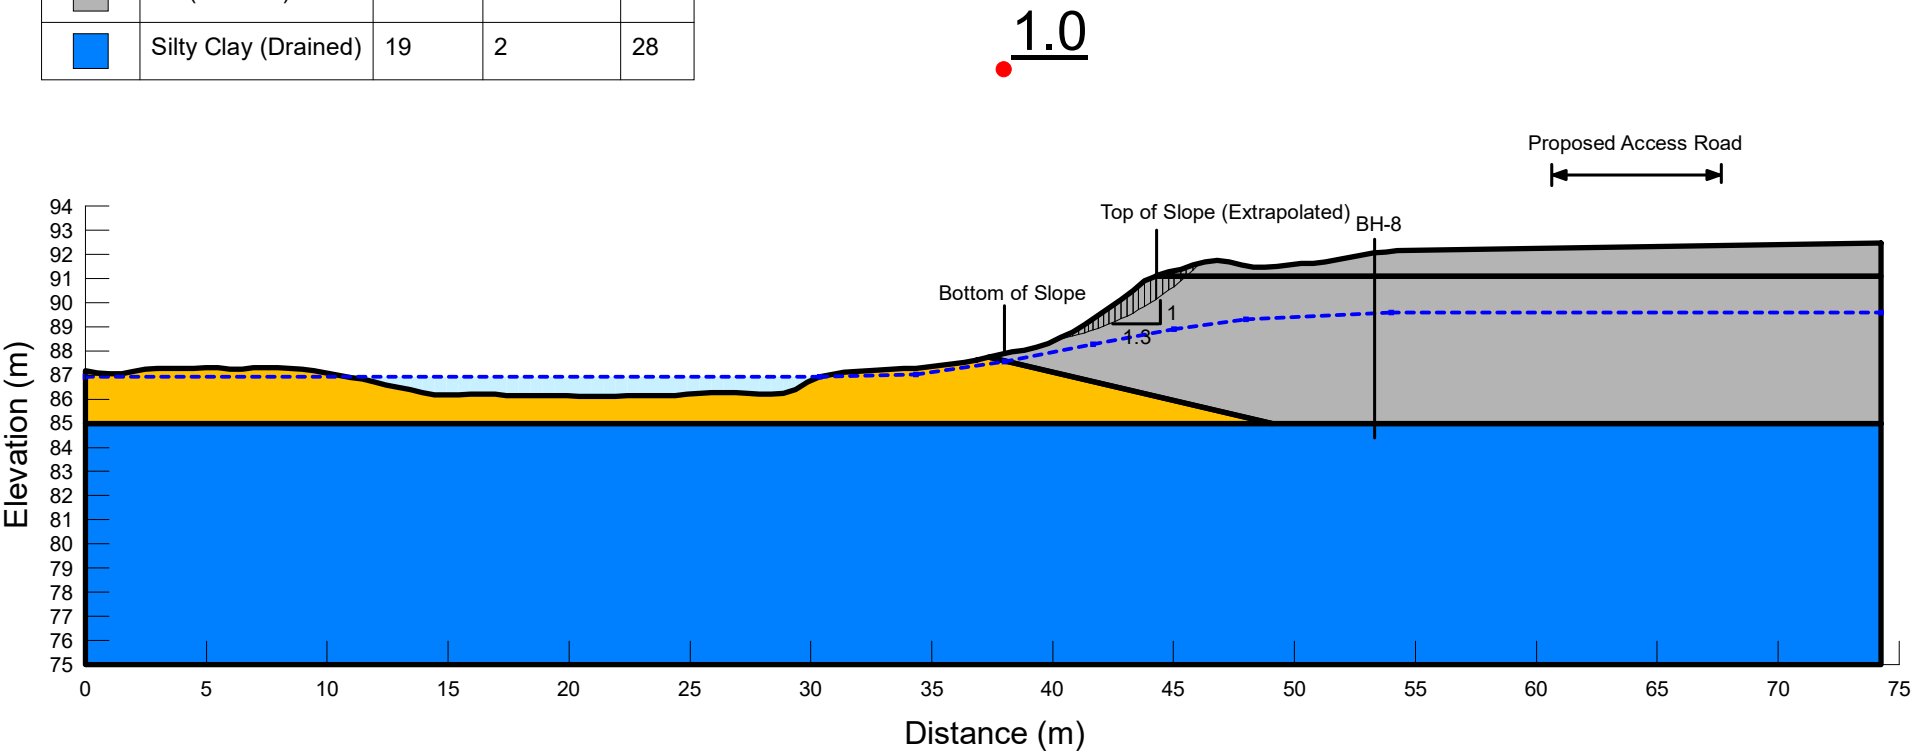 Silty Clay (Drained) 19 2 28
1.0
Proposed Access Road
Top of Slope (Extrapolated)
BH-8
Bottom of Slope
1
1.3
94
93
92
91
90
89
88
87
86
85
84
83
82
81
80
79
78
77
76
75
Elevation (m)
0 5 10 15 20 25 30 35 40 45 50 55 60 65 70 75
Distance (m)